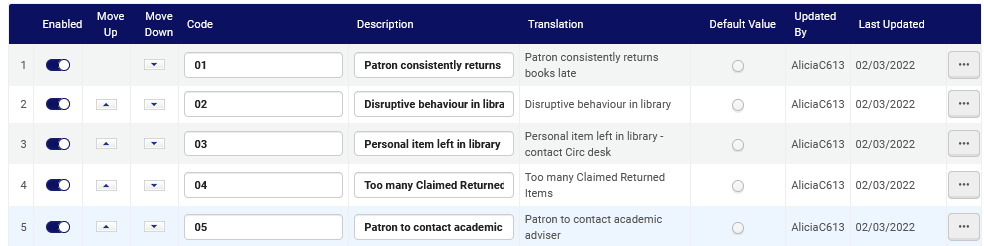 Enabled Move Up Move Down Code Description Translation Default Value Updated By Last Updated
1 01 Patron consistently returns Patron consistently returns books late AliciaC613 02/03/2022 ...
2 02 Disruptive behaviour in libra Disruptive behaviour in library AliciaC613 02/03/2022 ...
3 03 Personal item left in library Personal item left in library - contact Circ desk AliciaC613 02/03/2022 ...
4 04 Too many Claimed Returned Too many Claimed Returned Items AliciaC613 02/03/2022 ...
5 05 Patron to contact academic Patron to contact academic adviser AliciaC613 02/03/2022 ...